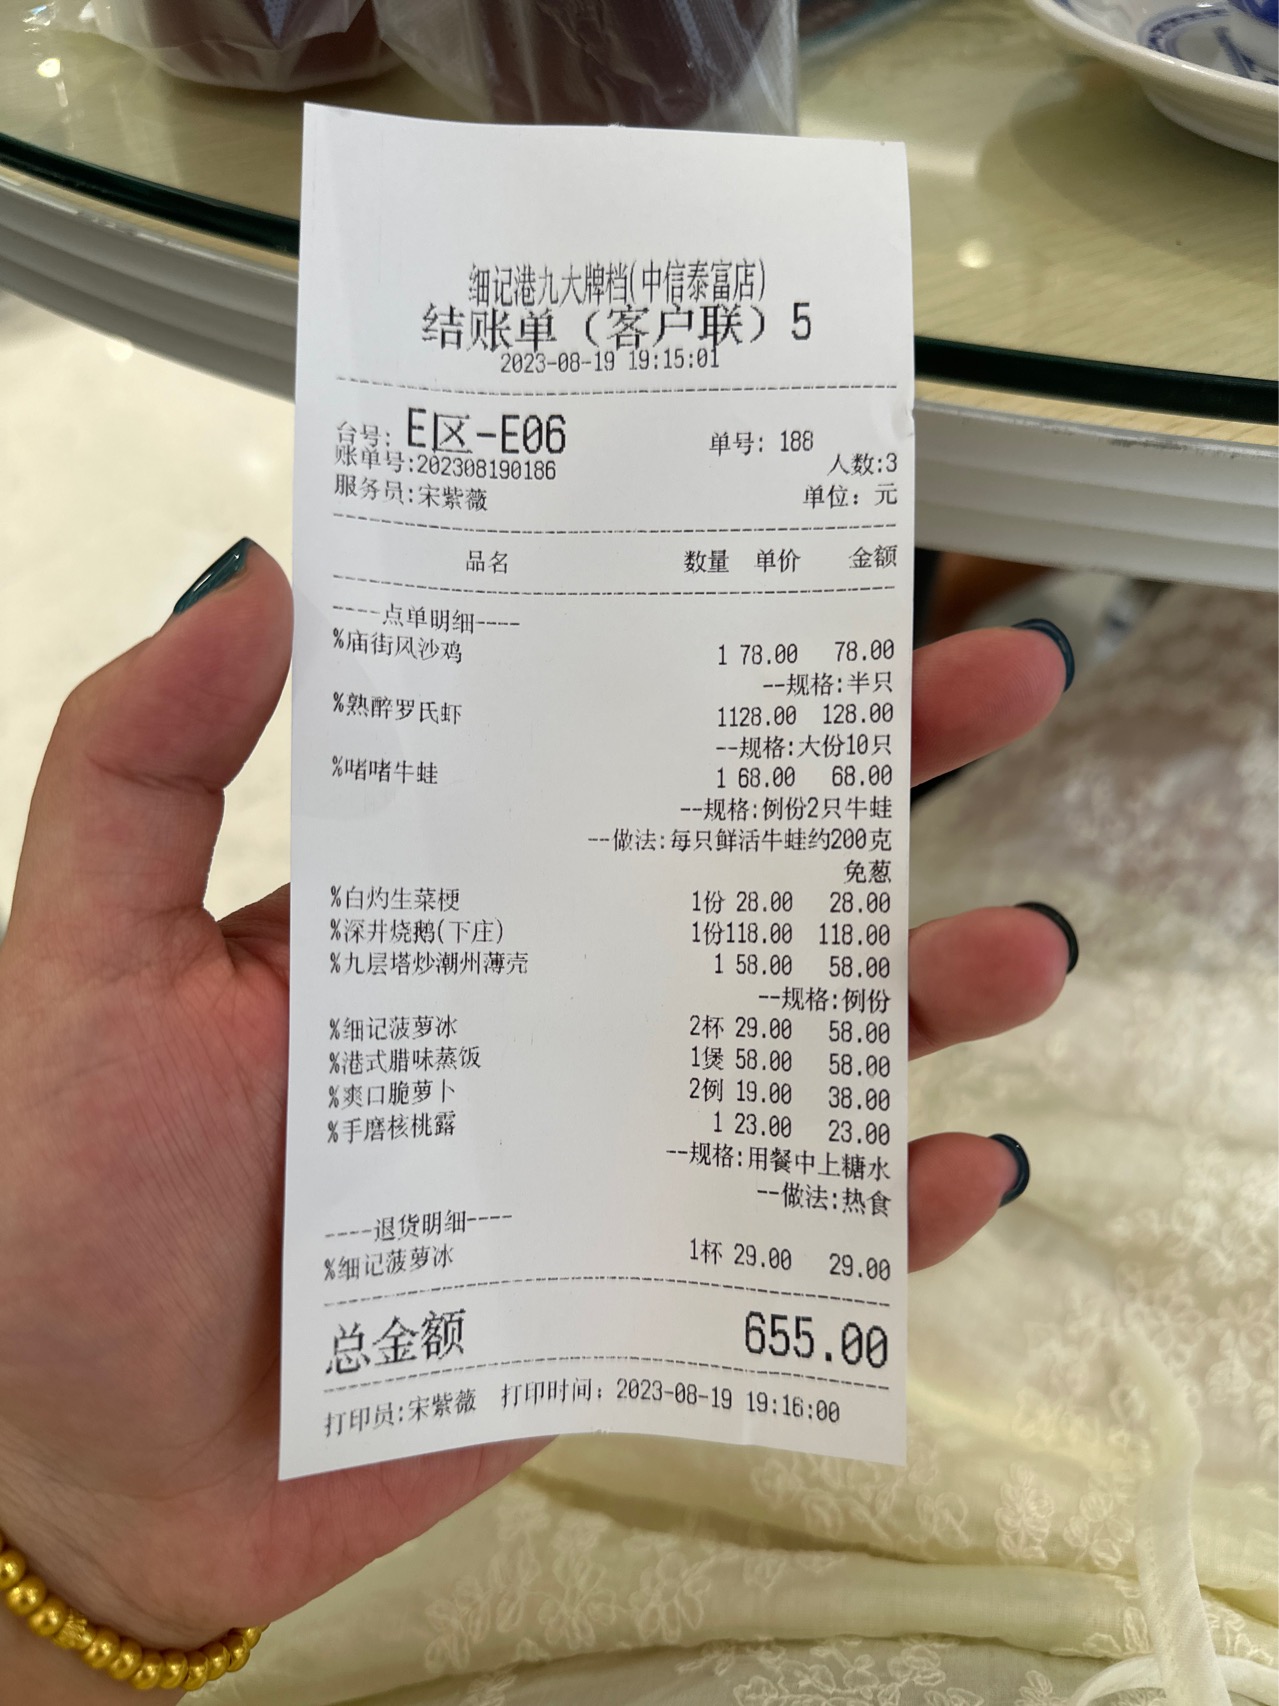 细记港九大牌档(中信泰富店)
结账单（客户联）5
2023-08-19 19:15:01
台号: E区-E06 单号: 188
账单号:202308190186 人数:3
服务员:宋紫薇 单位: 元
品名 数量 单价 金额
----点单明细----
%庙街风沙鸡 1 78.00 78.00
--规格:半只
%熟醉罗氏虾 1128.00 128.00
--规格:大份10只
%啫啫牛蛙 1 68.00 68.00
--规格:例份2只牛蛙
--做法:每只鲜活牛蛙约200克
免葱
%白灼生菜梗 1份 28.00 28.00
%深井烧鹅(下庄) 1份118.00 118.00
%九层塔炒潮州薄壳 1 58.00 58.00
--规格:例份
%细记菠萝冰 2杯 29.00 58.00
%港式腊味蒸饭 1煲 58.00 58.00
%爽口脆萝卜 2例 19.00 38.00
%手磨核桃露 1 23.00 23.00
--规格:用餐中上糖水
--做法:热食
----退货明细----
%细记菠萝冰 1杯 29.00 29.00
总金额 655.00
打印员:宋紫薇 打印时间: 2023-08-19 19:16:00